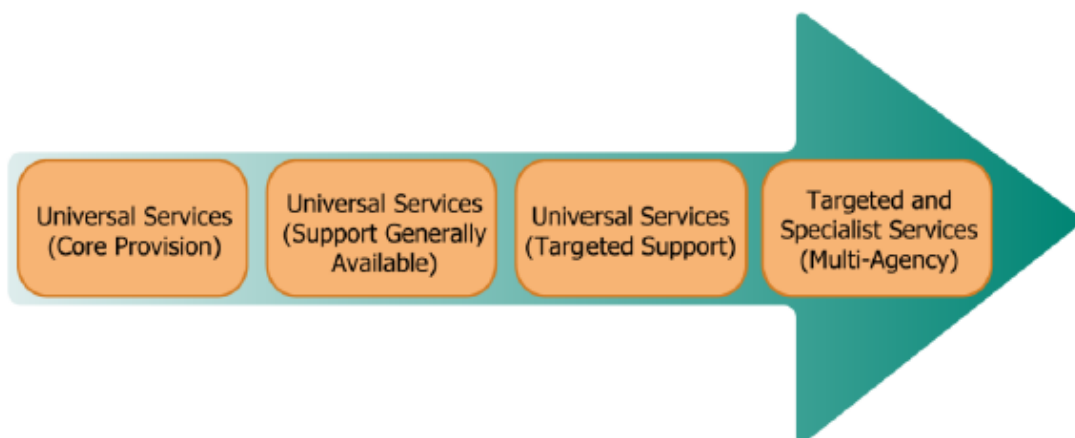 Universal Services
(Core Provision)
Universal Services
(Support Generally
Available)
Universal Services
(Targeted Support)
Targeted and
Specialist Services
(Multi-Agency)